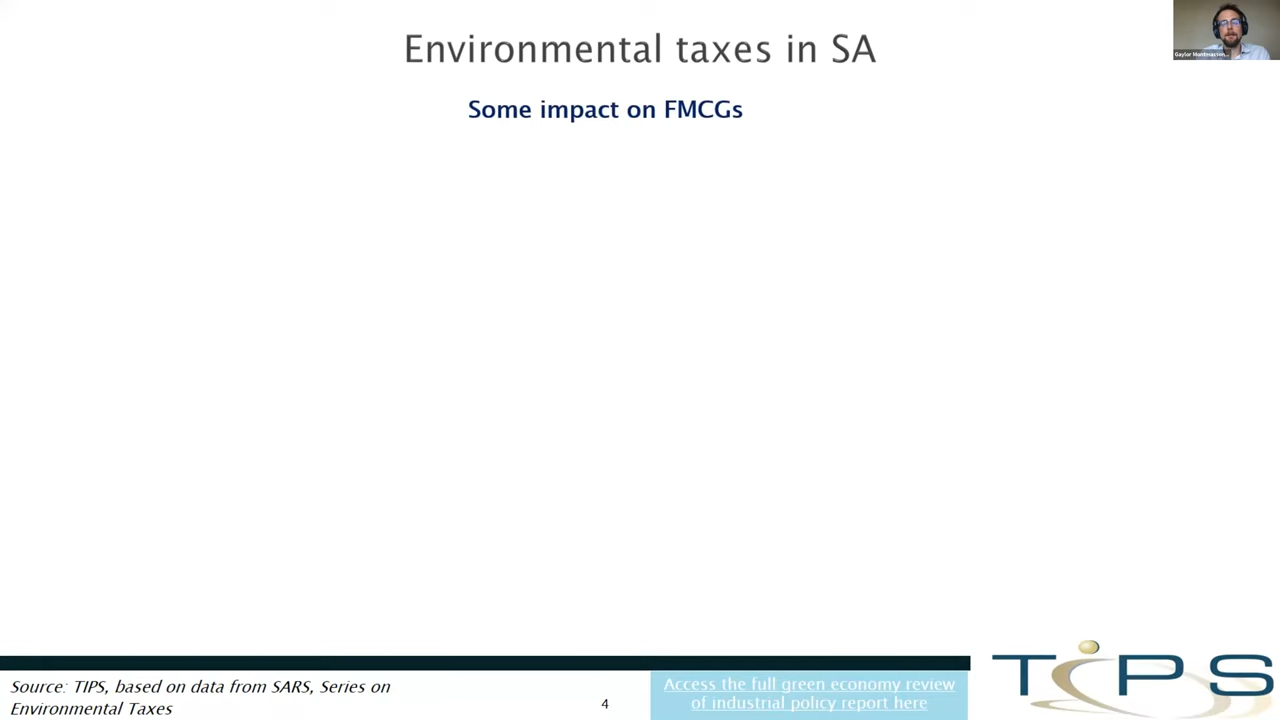 Environmental taxes in SA
Some impact on FMCGs
Source: TIPS, based on data from SARS, Series on
Environmental Taxes
4
Access the full green economy review
of industrial policy report here
TIPS